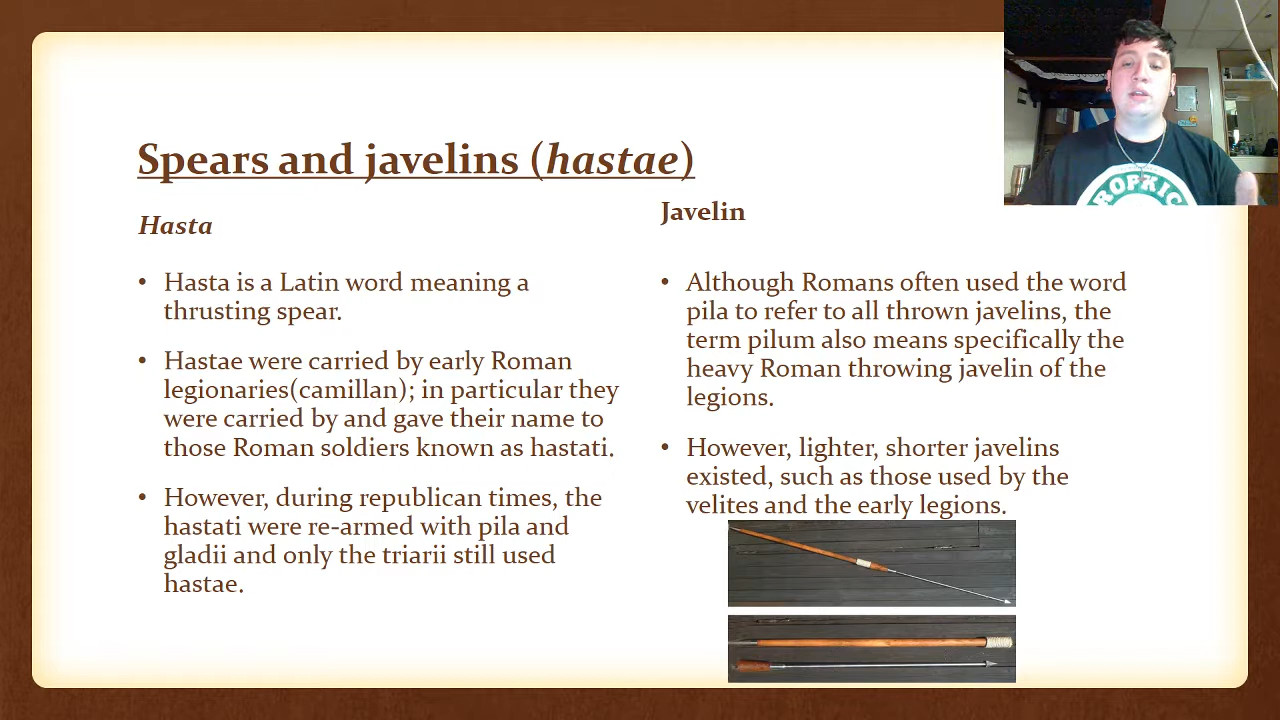 Spears and javelins (hastae)
Hasta
• Hasta is a Latin word meaning a
thrusting spear.
• Hastae were carried by early Roman
legionaries(camillan); in particular they
were carried by and gave their name to
those Roman soldiers known as hastati.
• However, during republican times, the
hastati were re-armed with pila and
gladii and only the triarii still used
hastae.
Javelin
• Although Romans often used the word
pila to refer to all thrown javelins, the
term pilum also means specifically the
heavy Roman throwing javelin of the
legions.
• However, lighter, shorter javelins
existed, such as those used by the
velites and the early legions.
ROPKIC